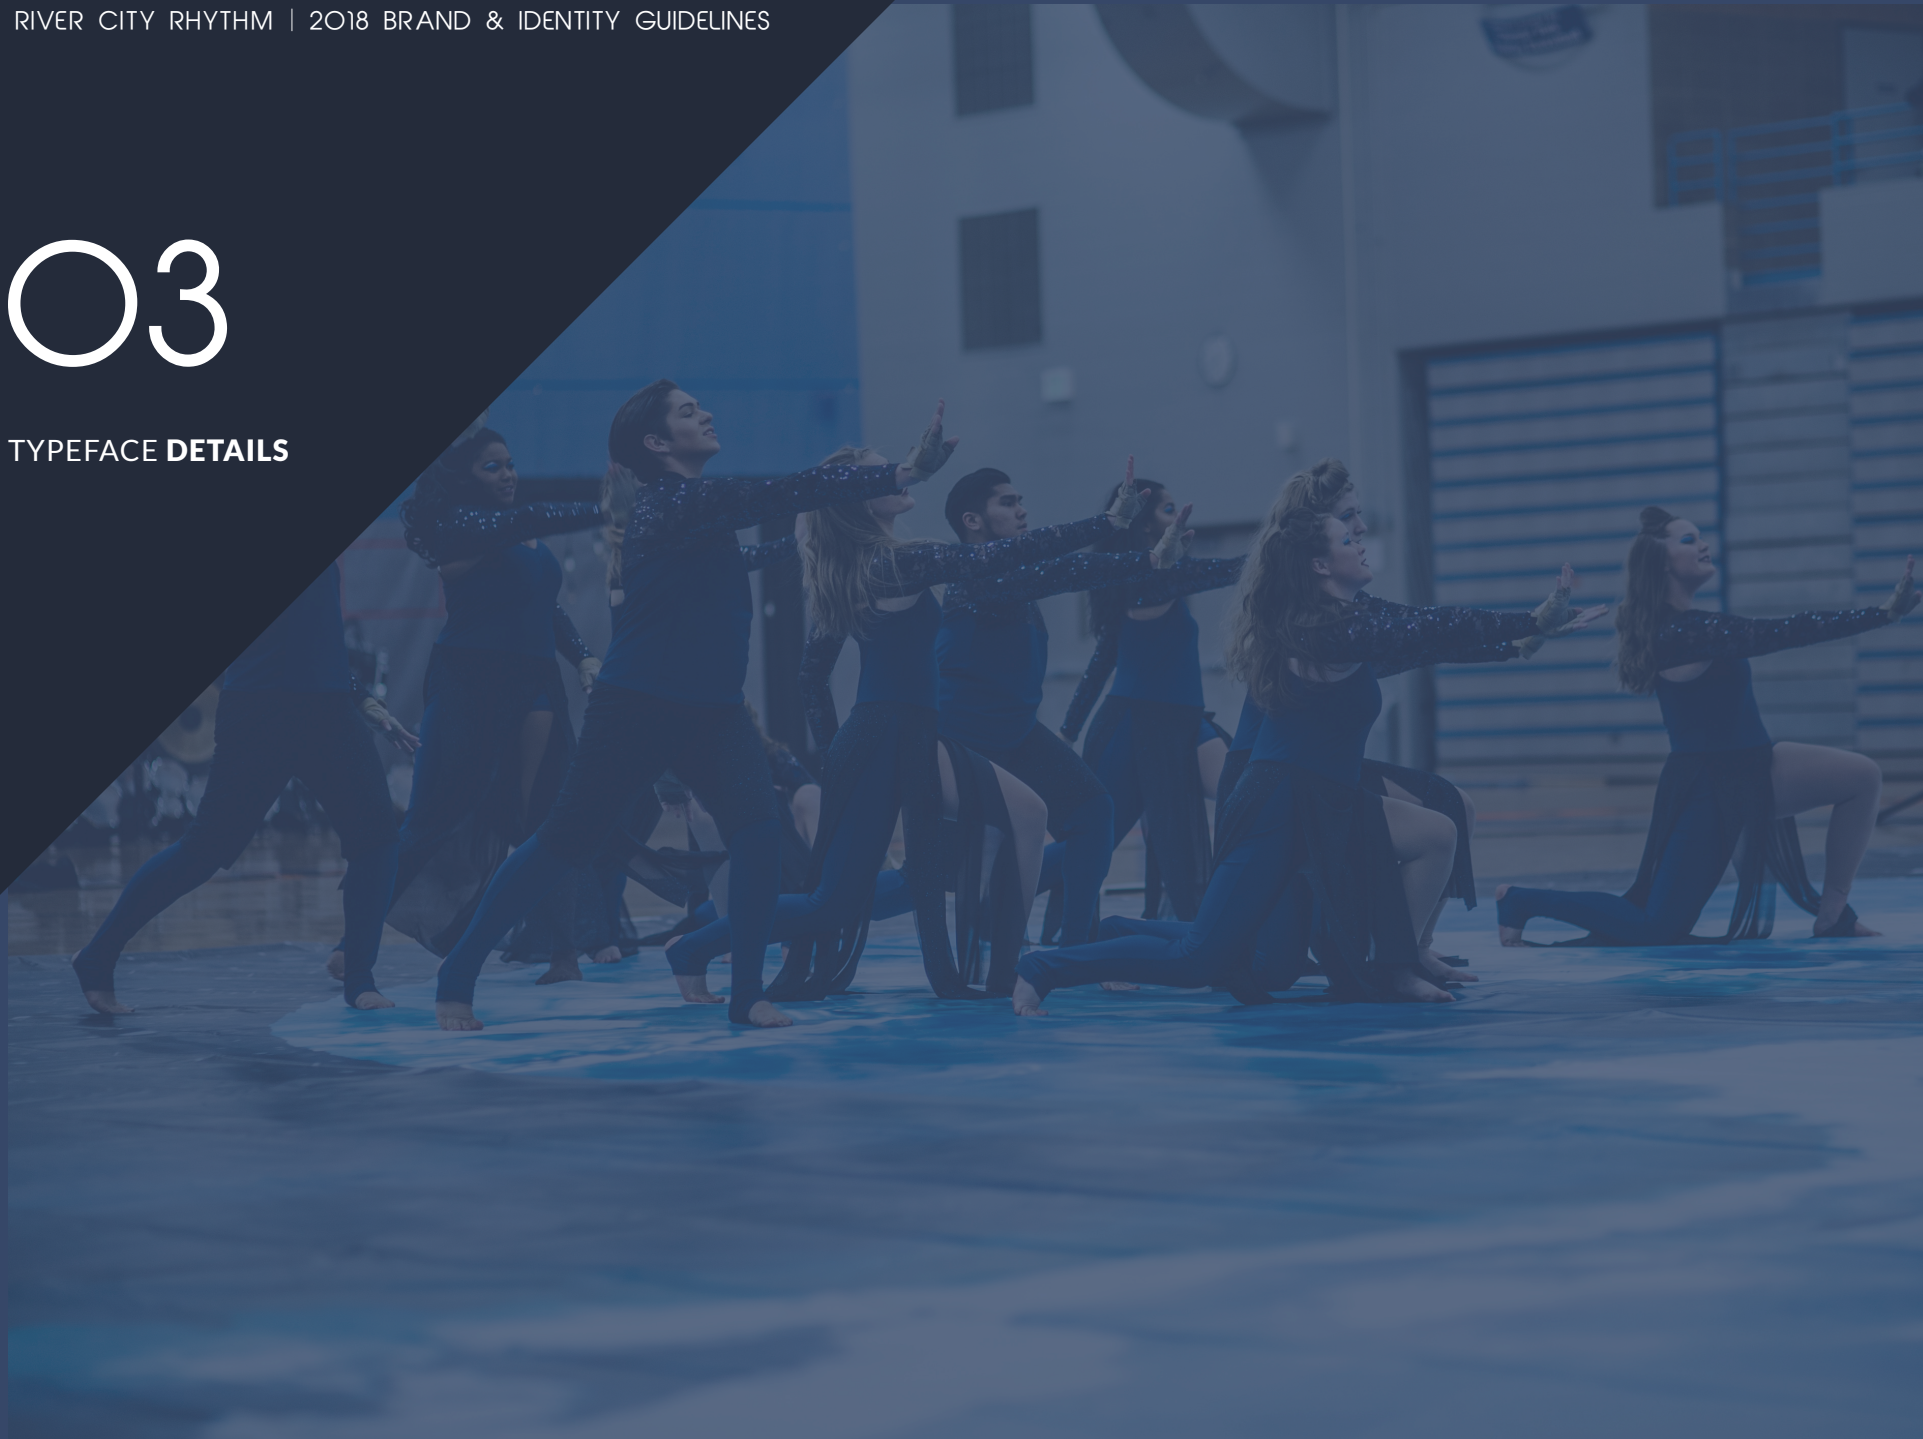 RIVER CITY RHYTHM | 2018 BRAND & IDENTITY GUIDELINES
03
TYPEFACE DETAILS